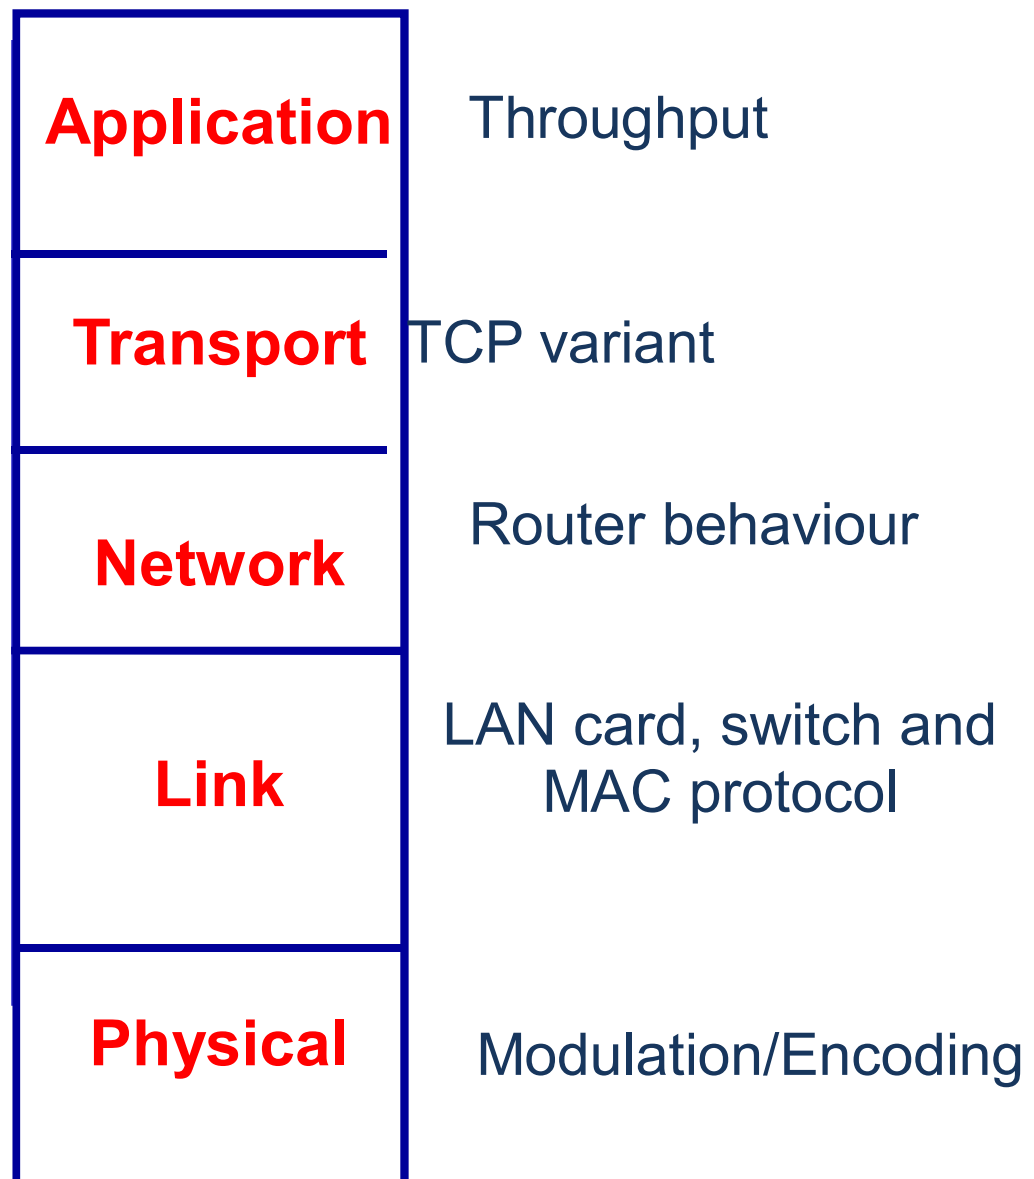 Application
Throughput
Transport
TCP variant
Router behaviour
Network
LAN card, switch and
MAC protocol
Link
Physical
Modulation/Encoding